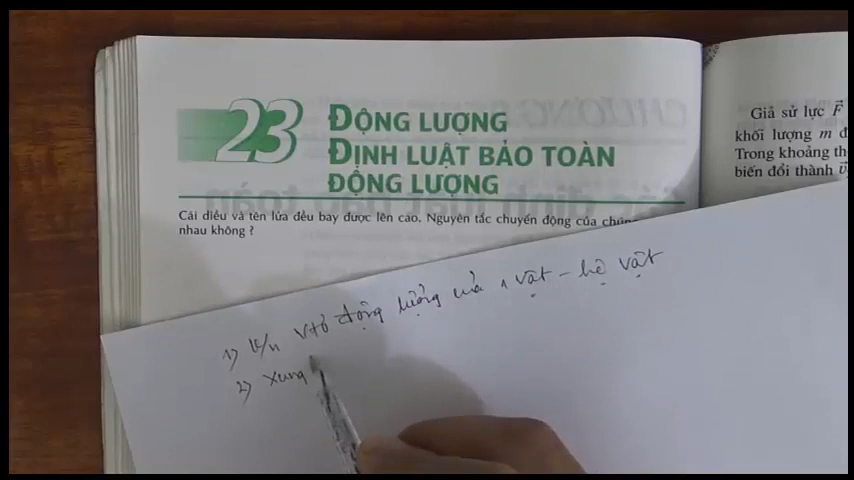 23
ĐỘNG LƯỢNG
ĐỊNH LUẬT BẢO TOÀN
ĐỘNG LƯỢNG
Cái diều và tên lửa đều bay được lên cao. Nguyên tắc chuyển động của
nhau không ?
Giả sử lực F⃗
khối lượng m
Trong khoảng
biến đổi thành
1) K/n vtơ động lượng của 1 vật - hệ vật
2) Xung